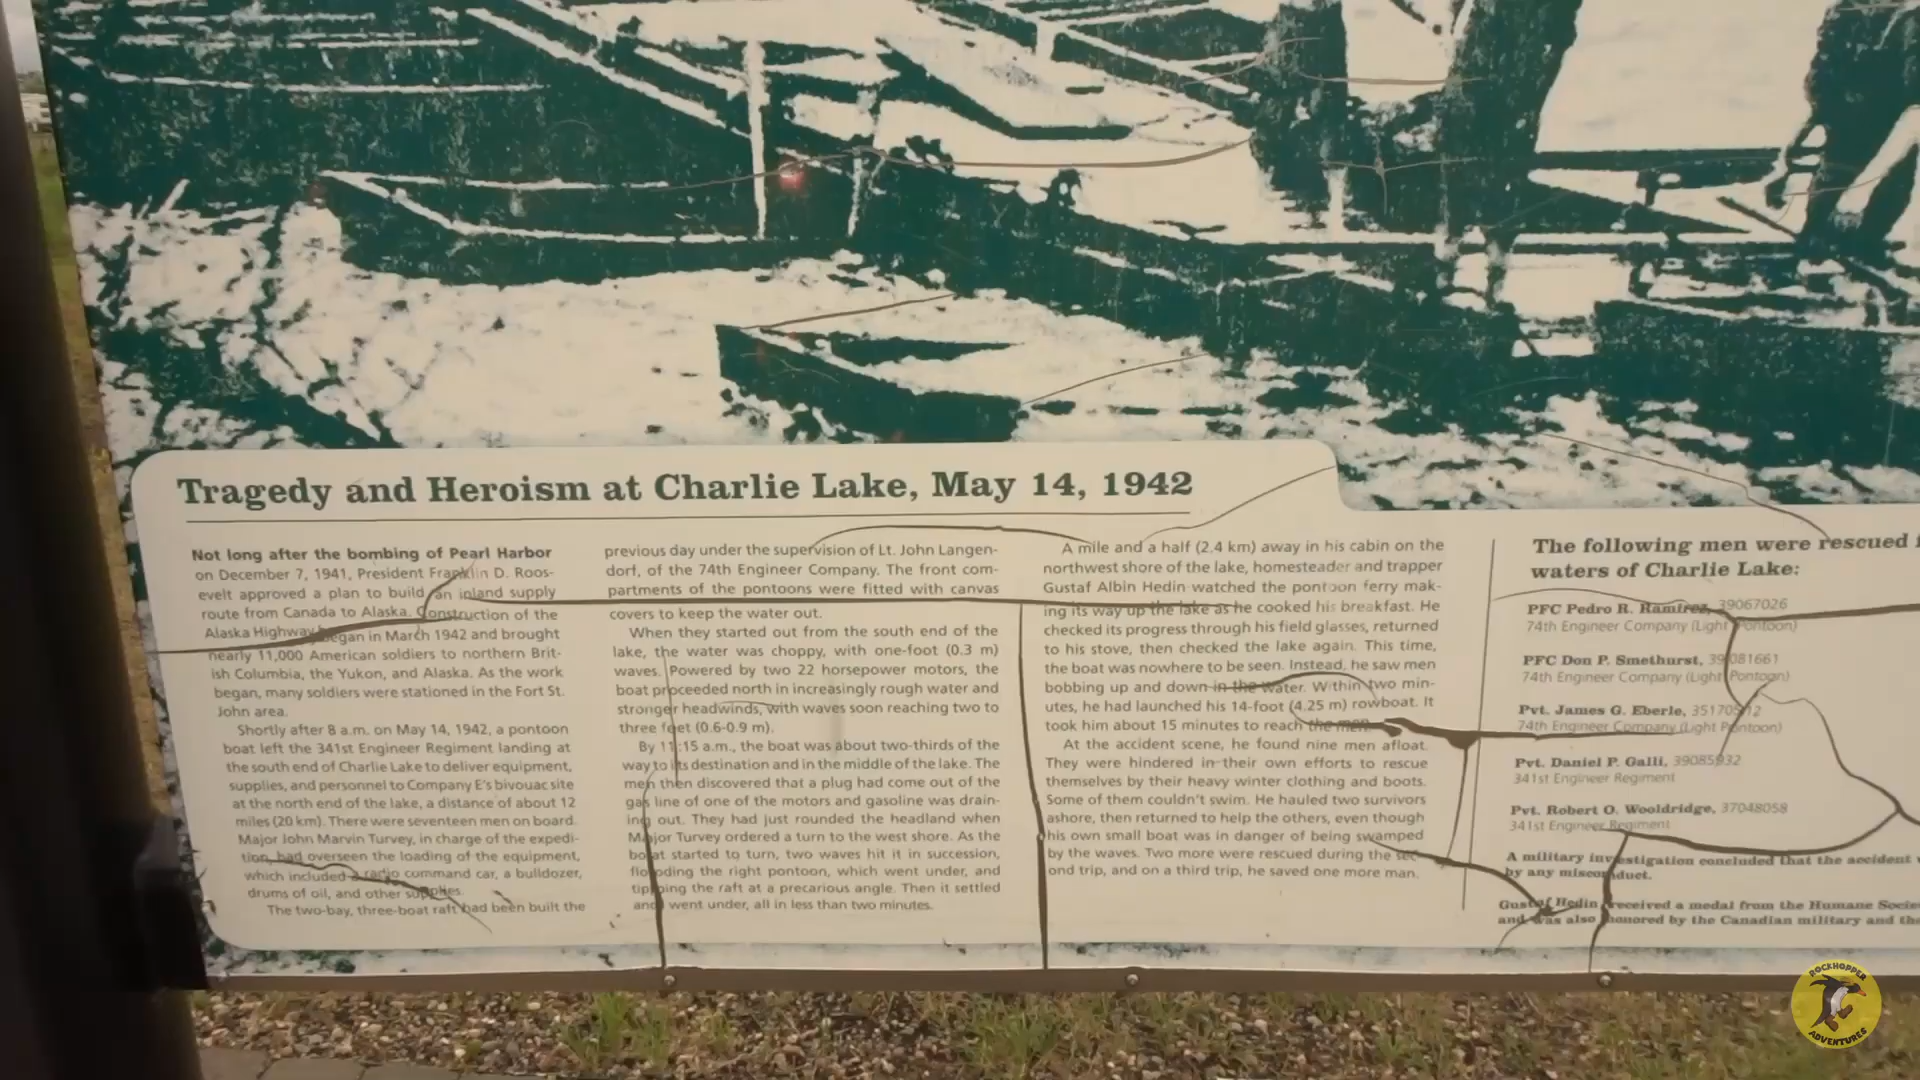 Tragedy and Heroism at Charlie Lake, May 14, 1942
Not long after the bombing of Pearl Harbor
on December 7, 1941, President Franklin D. Roos-
evelt approved a plan to build an inland supply
route from Canada to Alaska. Construction of the
Alaska Highway began in March 1942 and brought
nearly 11,000 American soldiers to northern Brit-
ish Columbia, the Yukon, and Alaska. As the work
began, many soldiers were stationed in the Fort St.
John area.
Shortly after 8 a.m. on May 14, 1942, a pontoon
boat left the 341st Engineer Regiment landing at
the south end of Charlie Lake to deliver equipment,
supplies, and personnel to Company E's bivouac site
at the north end of the lake, a distance of about 12
miles (20 km). There were seventeen men on board.
Major John Marvin Turvey, in charge of the expedi-
tion, had overseen the loading of the equipment,
which included a radio command car, a bulldozer,
drums of oil, and other supplies.
The two-bay, three-boat raft had been built the
previous day under the supervision of Lt. John Langen-
dorf, of the 74th Engineer Company. The front com-
partments of the pontoons were fitted with canvas
covers to keep the water out.
When they started out from the south end of the
lake, the water was choppy, with one-foot (0.3 m)
waves. Powered by two 22 horsepower motors, the
boat proceeded north in increasingly rough water and
stronger headwinds, with waves soon reaching two to
three feet (0.6-0.9 m).
By 11:15 a.m., the boat was about two-thirds of the
way to its destination and in the middle of the lake. The
men then discovered that a plug had come out of the
gas line of one of the motors and gasoline was drain-
ing out. They had just rounded the headland when
Major Turvey ordered a turn to the west shore. As the
boat started to turn, two waves hit it in succession,
flooding the right pontoon, which went under, and
tipping the raft at a precarious angle. Then it settled
and went under, all in less than two minutes.
A mile and a half (2.4 km) away in his cabin on the
northwest shore of the lake, homesteader and trapper
Gustaf Albin Hedin watched the pontoon ferry mak-
ing its way up the lake as he cooked his breakfast. He
checked its progress through his field glasses, returned
to his stove, then checked the lake again. This time,
the boat was nowhere to be seen. Instead, he saw men
bobbing up and down in the water. Within two min-
utes, he had launched his 14-foot (4.25 m) rowboat. It
took him about 15 minutes to reach the men.
At the accident scene, he found nine men afloat.
They were hindered in their own efforts to rescue
themselves by their heavy winter clothing and boots.
Some of them couldn't swim. He hauled two survivors
ashore, then returned to help the others, even though
his own small boat was in danger of being swamped
by the waves. Two more were rescued during the sec-
ond trip, and on a third trip, he saved one more man.
The following men were rescued
waters of Charlie Lake:
PFC Pedro R. Ramirez, 39067026
74th Engineer Company (Light Pontoon)
PFC Don P. Smethurst, 39081661
74th Engineer Company (Light Pontoon)
Pvt. James G. Eberle,
74th Engineer Company (Light Pontoon)
Pvt. Daniel P. Galli,
341st Engineer Regiment
Pvt. Robert O. Wooldridge, 37048058
341st Engineer Regiment
A military investigation concluded that the accident
by any misconduct.
Gustaf Hedin received a medal from the Humane
and was also honored by the Canadian military and
ROCKHOPPER
ADVENTURES